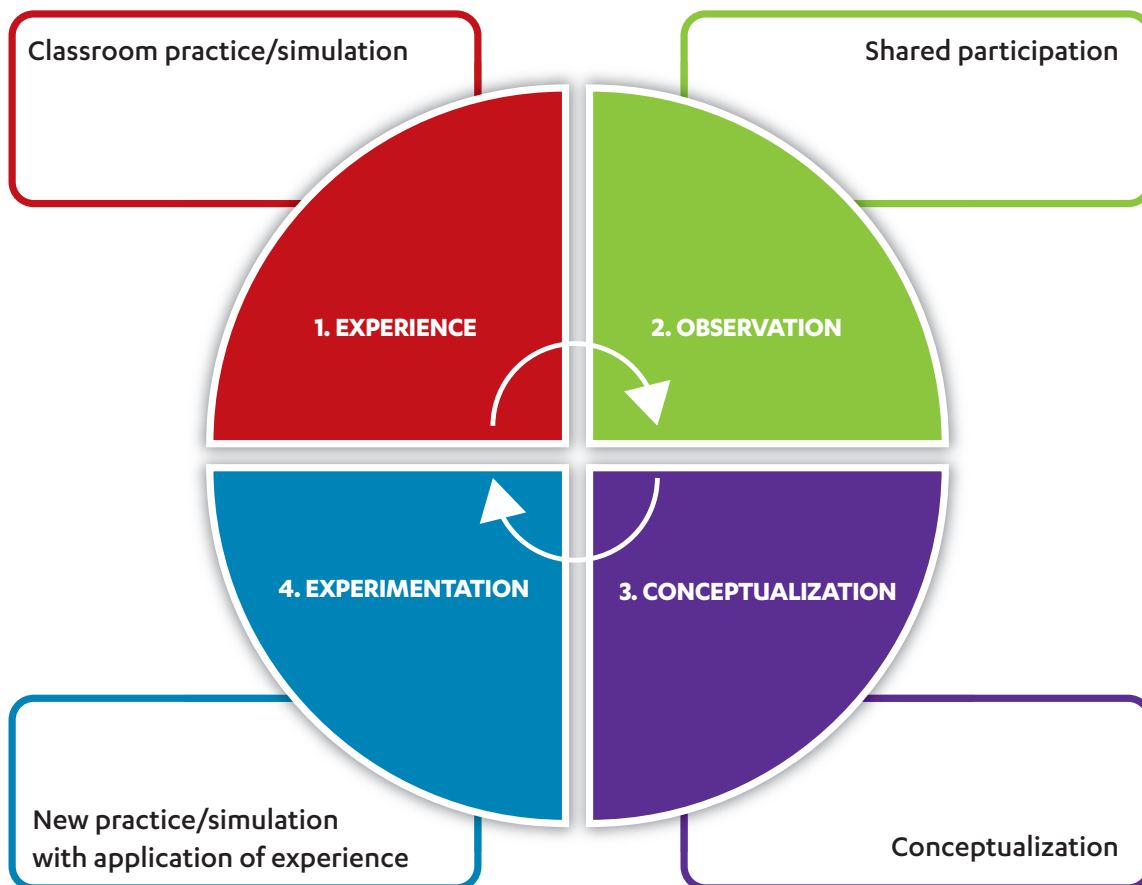 Classroom practice/simulation
Shared participation
1. EXPERIENCE
2. OBSERVATION
4. EXPERIMENTATION
3. CONCEPTUALIZATION
New practice/simulation
with application of experience
Conceptualization